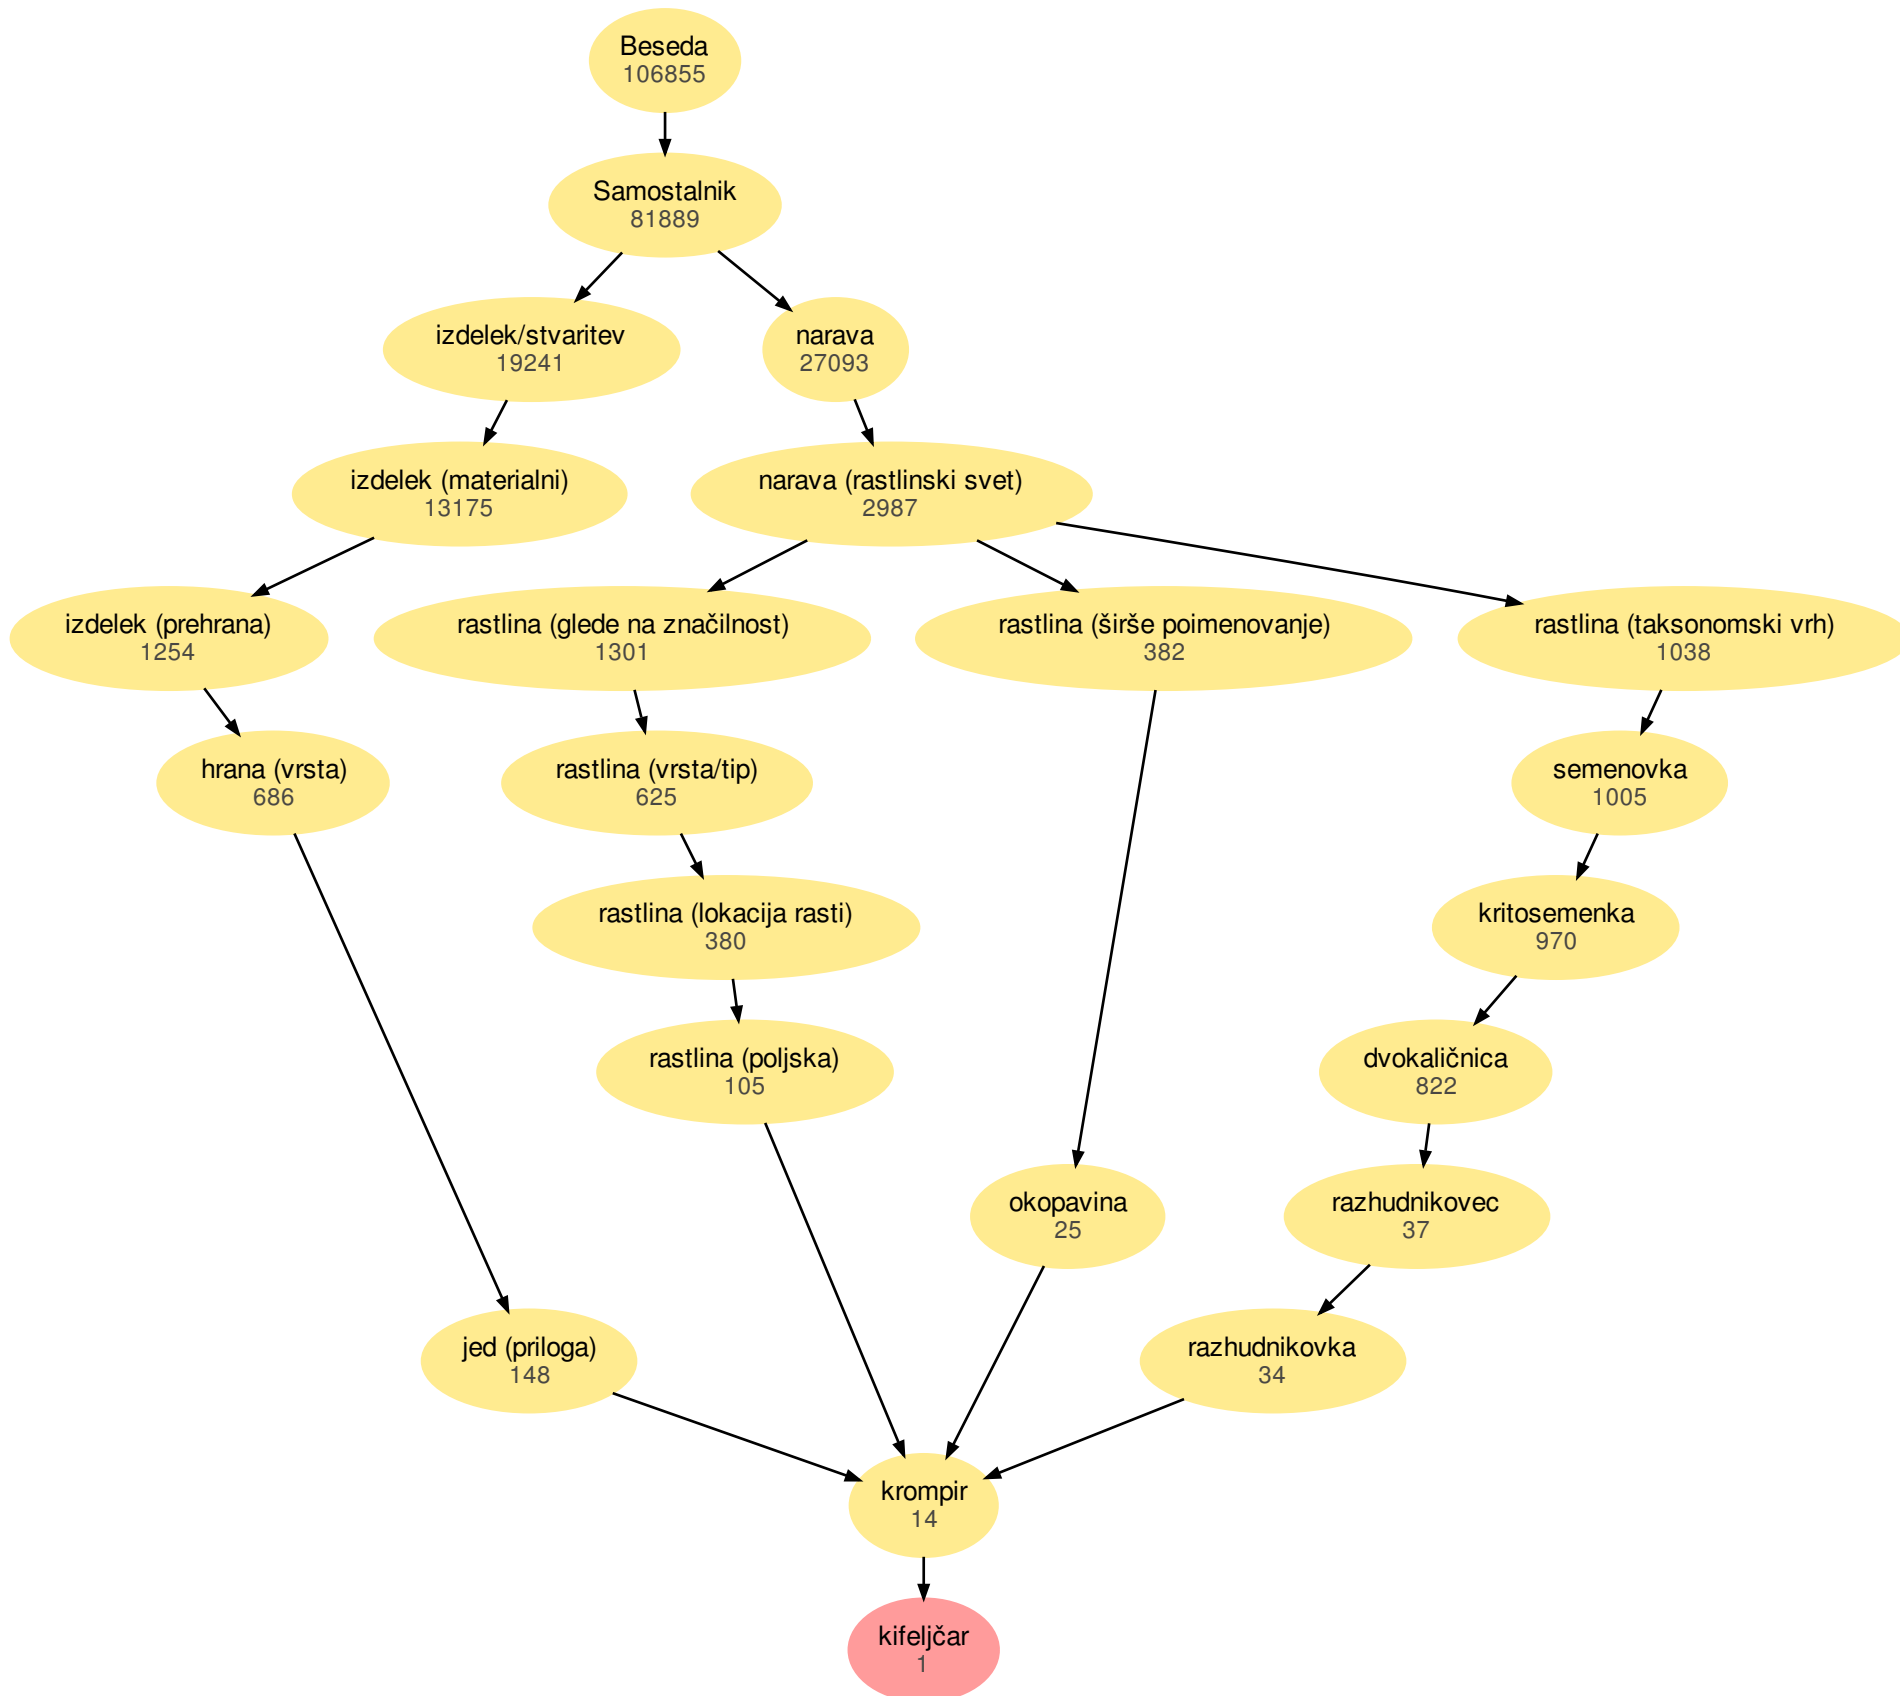 Beseda
106855
Samostalnik
81889
izdelek/stvaritev
19241
narava
27093
izdelek (materialni)
13175
narava (rastlinski svet)
2987
izdelek (prehrana)
1254
rastlina (glede na značilnost)
1301
rastlina (širše poimenovanje)
382
rastlina (taksonomski vrh)
1038
hrana (vrsta)
686
rastlina (vrsta/tip)
625
semenovka
1005
rastlina (lokacija rasti)
380
kritosemenka
970
rastlina (poljska)
105
dvokaličnica
822
okopavina
25
razhudnikovec
37
jed (priloga)
148
razhudnikovka
34
krompir
14
kifeljčar
1